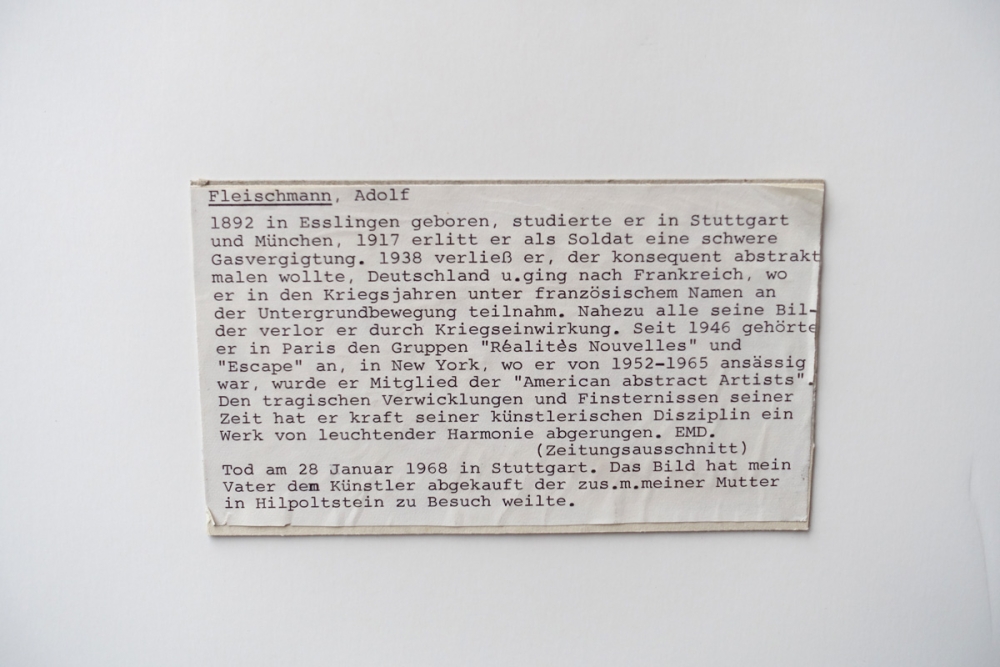 Fleischmann, Adolf
1892 in Esslingen geboren, studierte er in Stuttgart
und München, 1917 erlitt er als Soldat eine schwere
Gasvergigtung. 1938 verließ er, der konsequent abstrakt
malen wollte, Deutschland u.ging nach Frankreich, wo
er in den Kriegsjahren unter französischem Namen an
der Untergrundbewegung teilnahm. Nahezu alle seine Bil-
der verlor er durch Kriegseinwirkung. Seit 1946 gehörte
er in Paris den Gruppen "Réalitès Nouvelles" und
"Escape" an, in New York, wo er von 1952-1965 ansässig
war, wurde er Mitglied der "American abstract Artists".
Den tragischen Verwicklungen und Finsternissen seiner
Zeit hat er kraft seiner künstlerischen Disziplin ein
Werk von leuchtender Harmonie abgerungen. EMD.
(Zeitungsausschnitt)
Tod am 28 Januar 1968 in Stuttgart. Das Bild hat mein
Vater dem Künstler abgekauft der zus.m.meiner Mutter
in Hilpoltstein zu Besuch weilte.